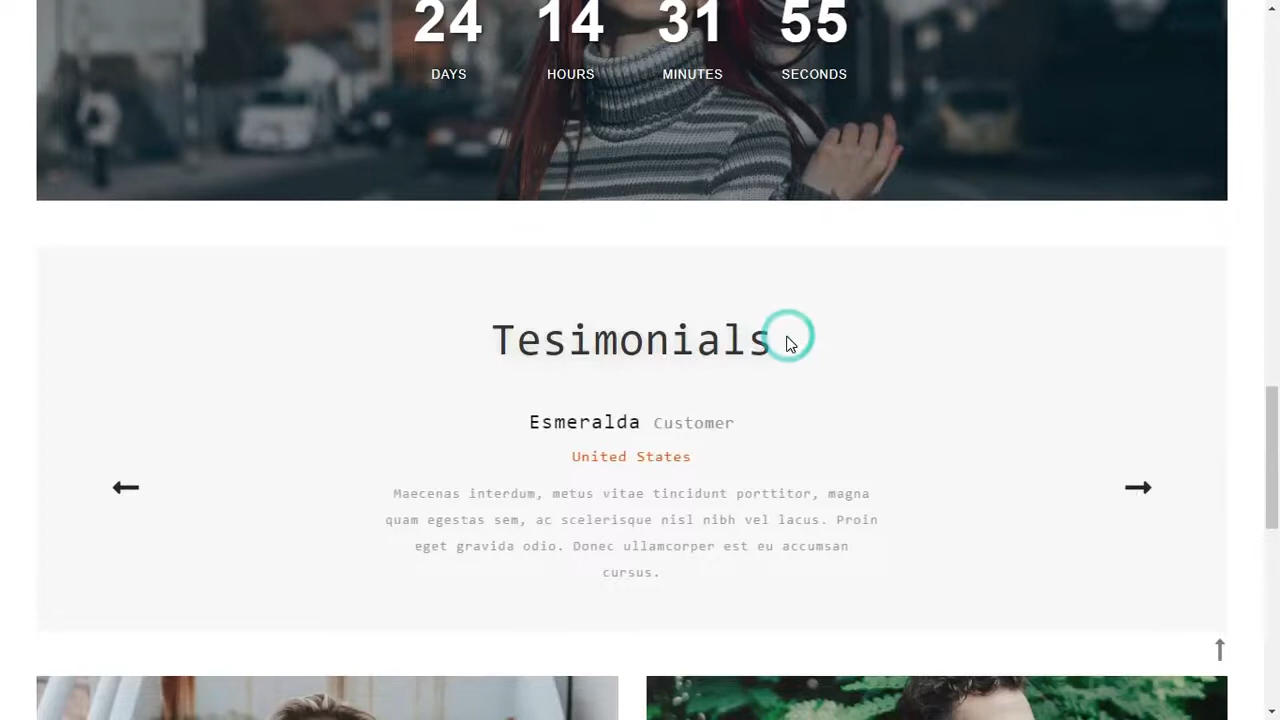 24 14 31 55
DAYS HOURS MINUTES SECONDS
Tesimonials
Esmeralda Customer
United States
Maecenas interdum, metus vitae tincidunt porttitor, magna
quam egestas sem, ac scelerisque nisl nibh vel lacus. Proin
eget gravida odio. Donec ullamcorper est eu accumsan
cursus.